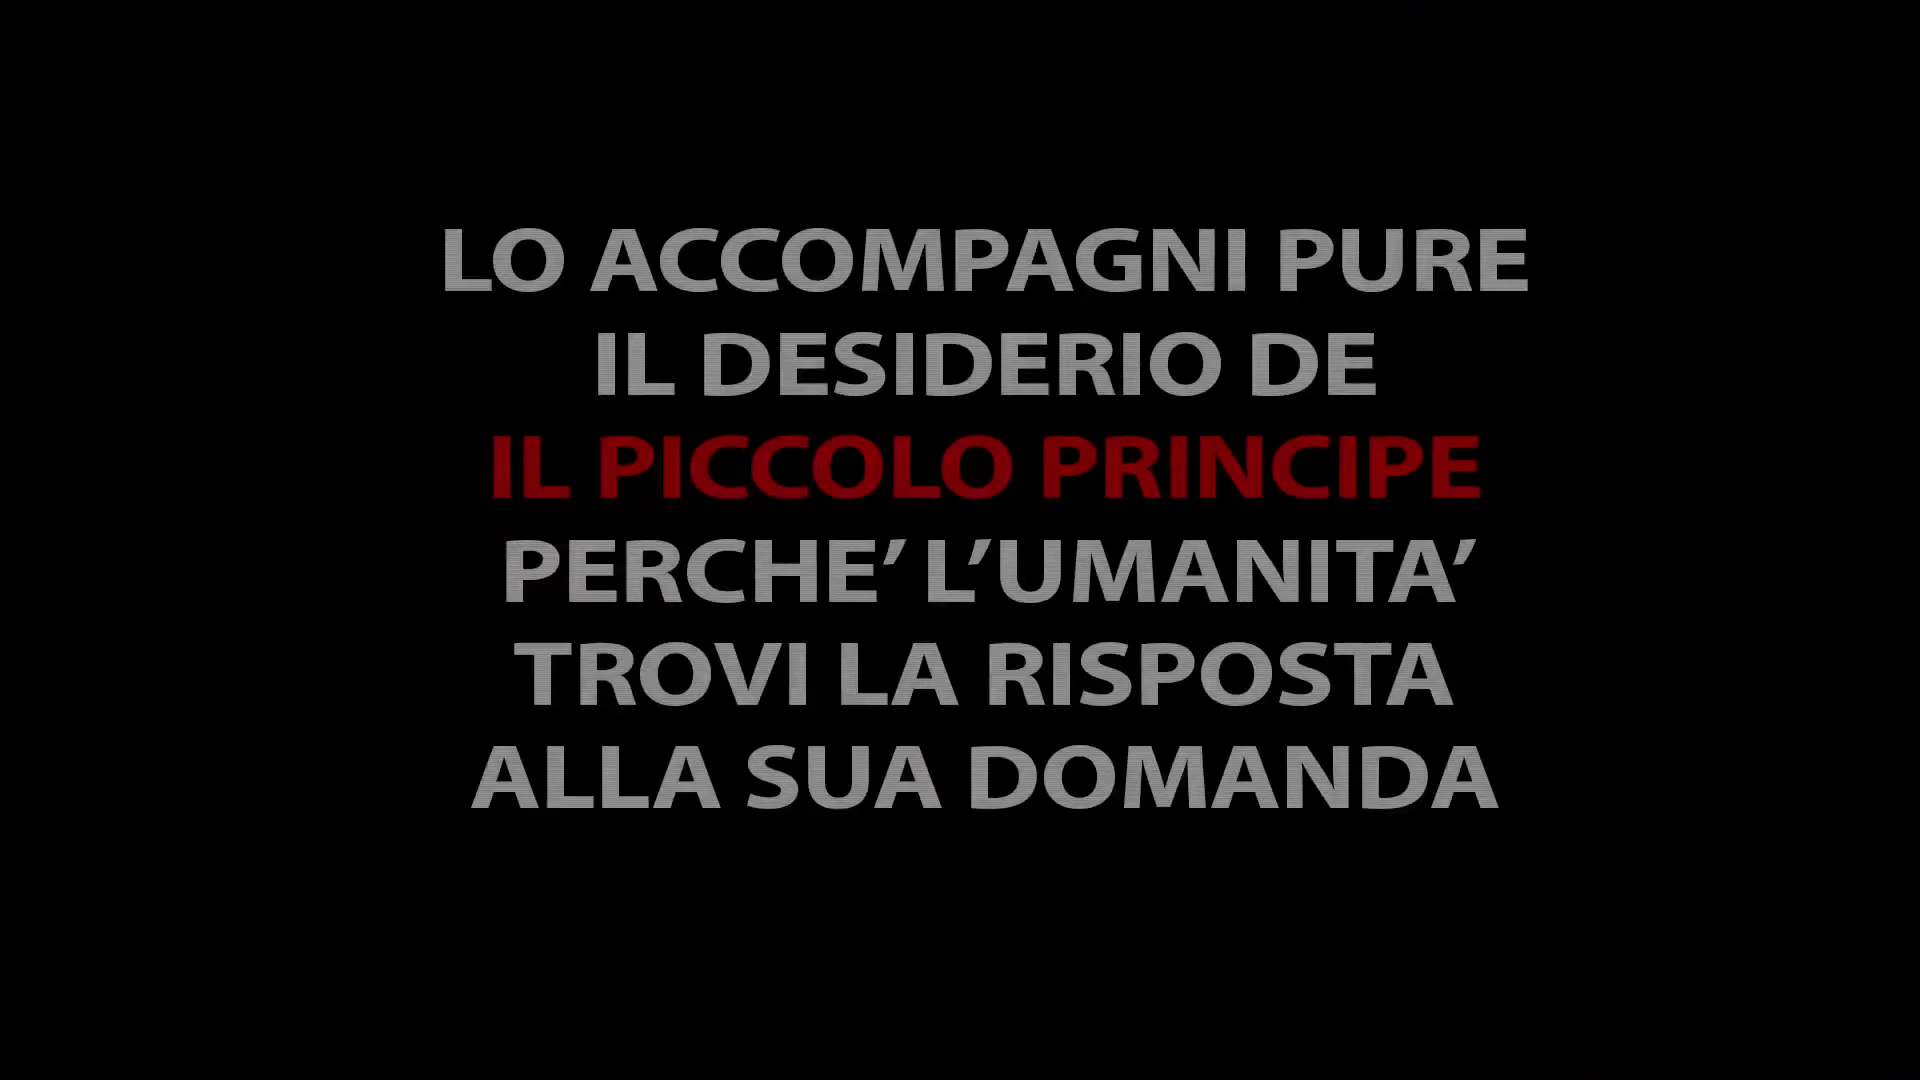 LO ACCOMPAGNI PURE
IL DESIDERIO DE
IL PICCOLO PRINCIPE
PERCHE’ L’UMANITA’
TROVI LA RISPOSTA
ALLA SUA DOMANDA